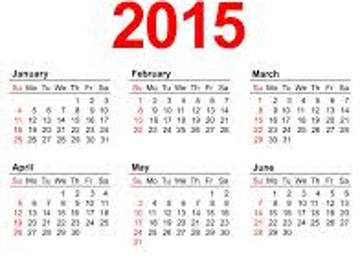 2015
January February March
Su Mo Tu We Th Fr Sa Su Mo Tu We Th Fr Sa Su Mo Tu We Th Fr Sa
1 2 3 1 2 3 4 5 6 7 1 2 3 4 5 6 7
4 5 6 7 8 9 10 8 9 10 11 12 13 14 8 9 10 11 12 13 14
11 12 13 14 15 16 17 15 16 17 18 19 20 21 15 16 17 18 19 20 21
18 19 20 21 22 23 24 22 23 24 25 26 27 28 22 23 24 25 26 27 28
25 26 27 28 29 30 31 29 30 31
April May June
Su Mo Tu We Th Fr Sa Su Mo Tu We Th Fr Sa Su Mo Tu We Th Fr Sa
1 2 3 4 1 2 1 2 3 4 5 6
5 6 7 8 9 10 11 3 4 5 6 7 8 9 7 8 9 10 11 12 13
12 13 14 15 16 17 18 10 11 12 13 14 15 16 14 15 16 17 18 19 20
19 20 21 22 23 24 25 17 18 19 20 21 22 23 21 22 23 24 25 26 27
26 27 28 29 30 24 25 26 27 28 29 30 28 29 30
31